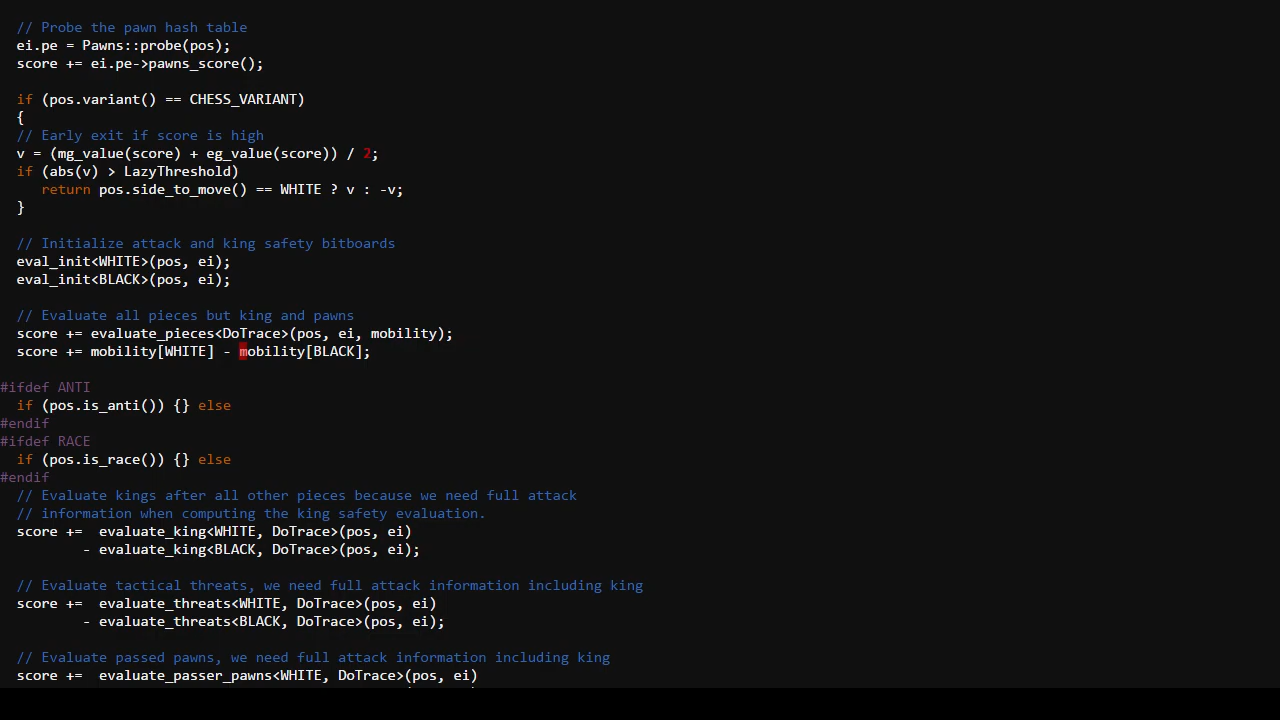 // Probe the pawn hash table
ei.pe = Pawns::probe(pos);
score += ei.pe->pawns_score();
if (pos.variant() == CHESS_VARIANT)
{
// Early exit if score is high
v = (mg_value(score) + eg_value(score)) / 2;
if (abs(v) > LazyThreshold)
return pos.side_to_move() == WHITE ? v : -v;
}
// Initialize attack and king safety bitboards
eval_init<WHITE>(pos, ei);
eval_init<BLACK>(pos, ei);
// Evaluate all pieces but king and pawns
score += evaluate_pieces<DoTrace>(pos, ei, mobility);
score += mobility[WHITE] - mobility[BLACK];
#ifdef ANTI
if (pos.is_anti()) {} else
#endif
#ifdef RACE
if (pos.is_race()) {} else
#endif
// Evaluate kings after all other pieces because we need full attack
// information when computing the king safety evaluation.
score +=  evaluate_king<WHITE, DoTrace>(pos, ei)
- evaluate_king<BLACK, DoTrace>(pos, ei);
// Evaluate tactical threats, we need full attack information including king
score +=  evaluate_threats<WHITE, DoTrace>(pos, ei)
- evaluate_threats<BLACK, DoTrace>(pos, ei);
// Evaluate passed pawns, we need full attack information including king
score +=  evaluate_passer_pawns<WHITE, DoTrace>(pos, ei)